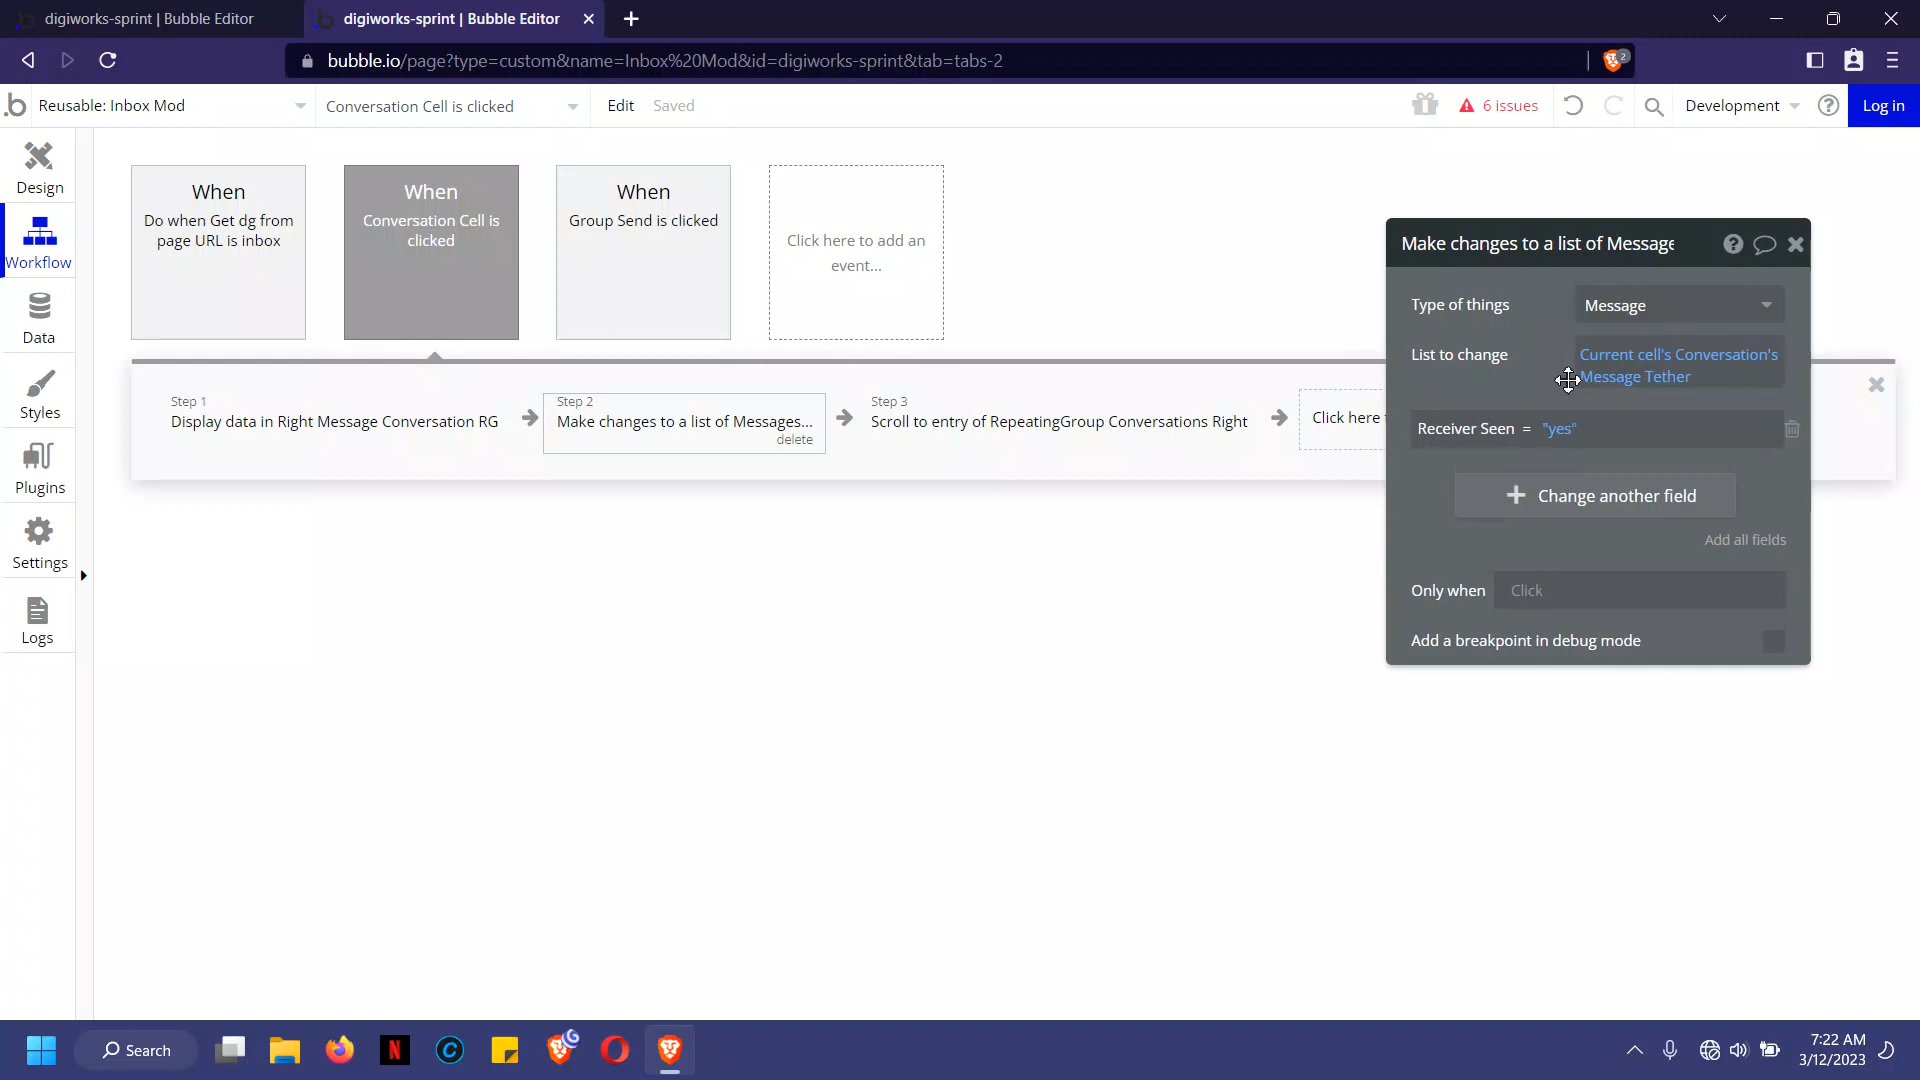 digiworks-sprint | Bubble Editor
digiworks-sprint | Bubble Editor
bubble.io/page?type=custom&name=Inbox%20Mod&id=digiworks-sprint&tab=tabs-2
2
Reusable: Inbox Mod
Conversation Cell is clicked
Edit
Saved
6 issues
Development
Log in
Design
Workflow
Data
Styles
Plugins
Settings
Logs
When
Do when Get dg from
page URL is inbox
When
Conversation Cell is
clicked
When
Group Send is clicked
Click here to add an
event...
Step 1
Display data in Right Message Conversation RG
Step 2
Make changes to a list of Messages...
delete
Step 3
Scroll to entry of RepeatingGroup Conversations Right
Click here
Make changes to a list of Message
Type of things
Message
List to change
Current cell's Conversation's
Message Tether
Receiver Seen = "yes"
Change another field
Add all fields
Only when
Click
Add a breakpoint in debug mode
Search
7:22 AM
3/12/2023